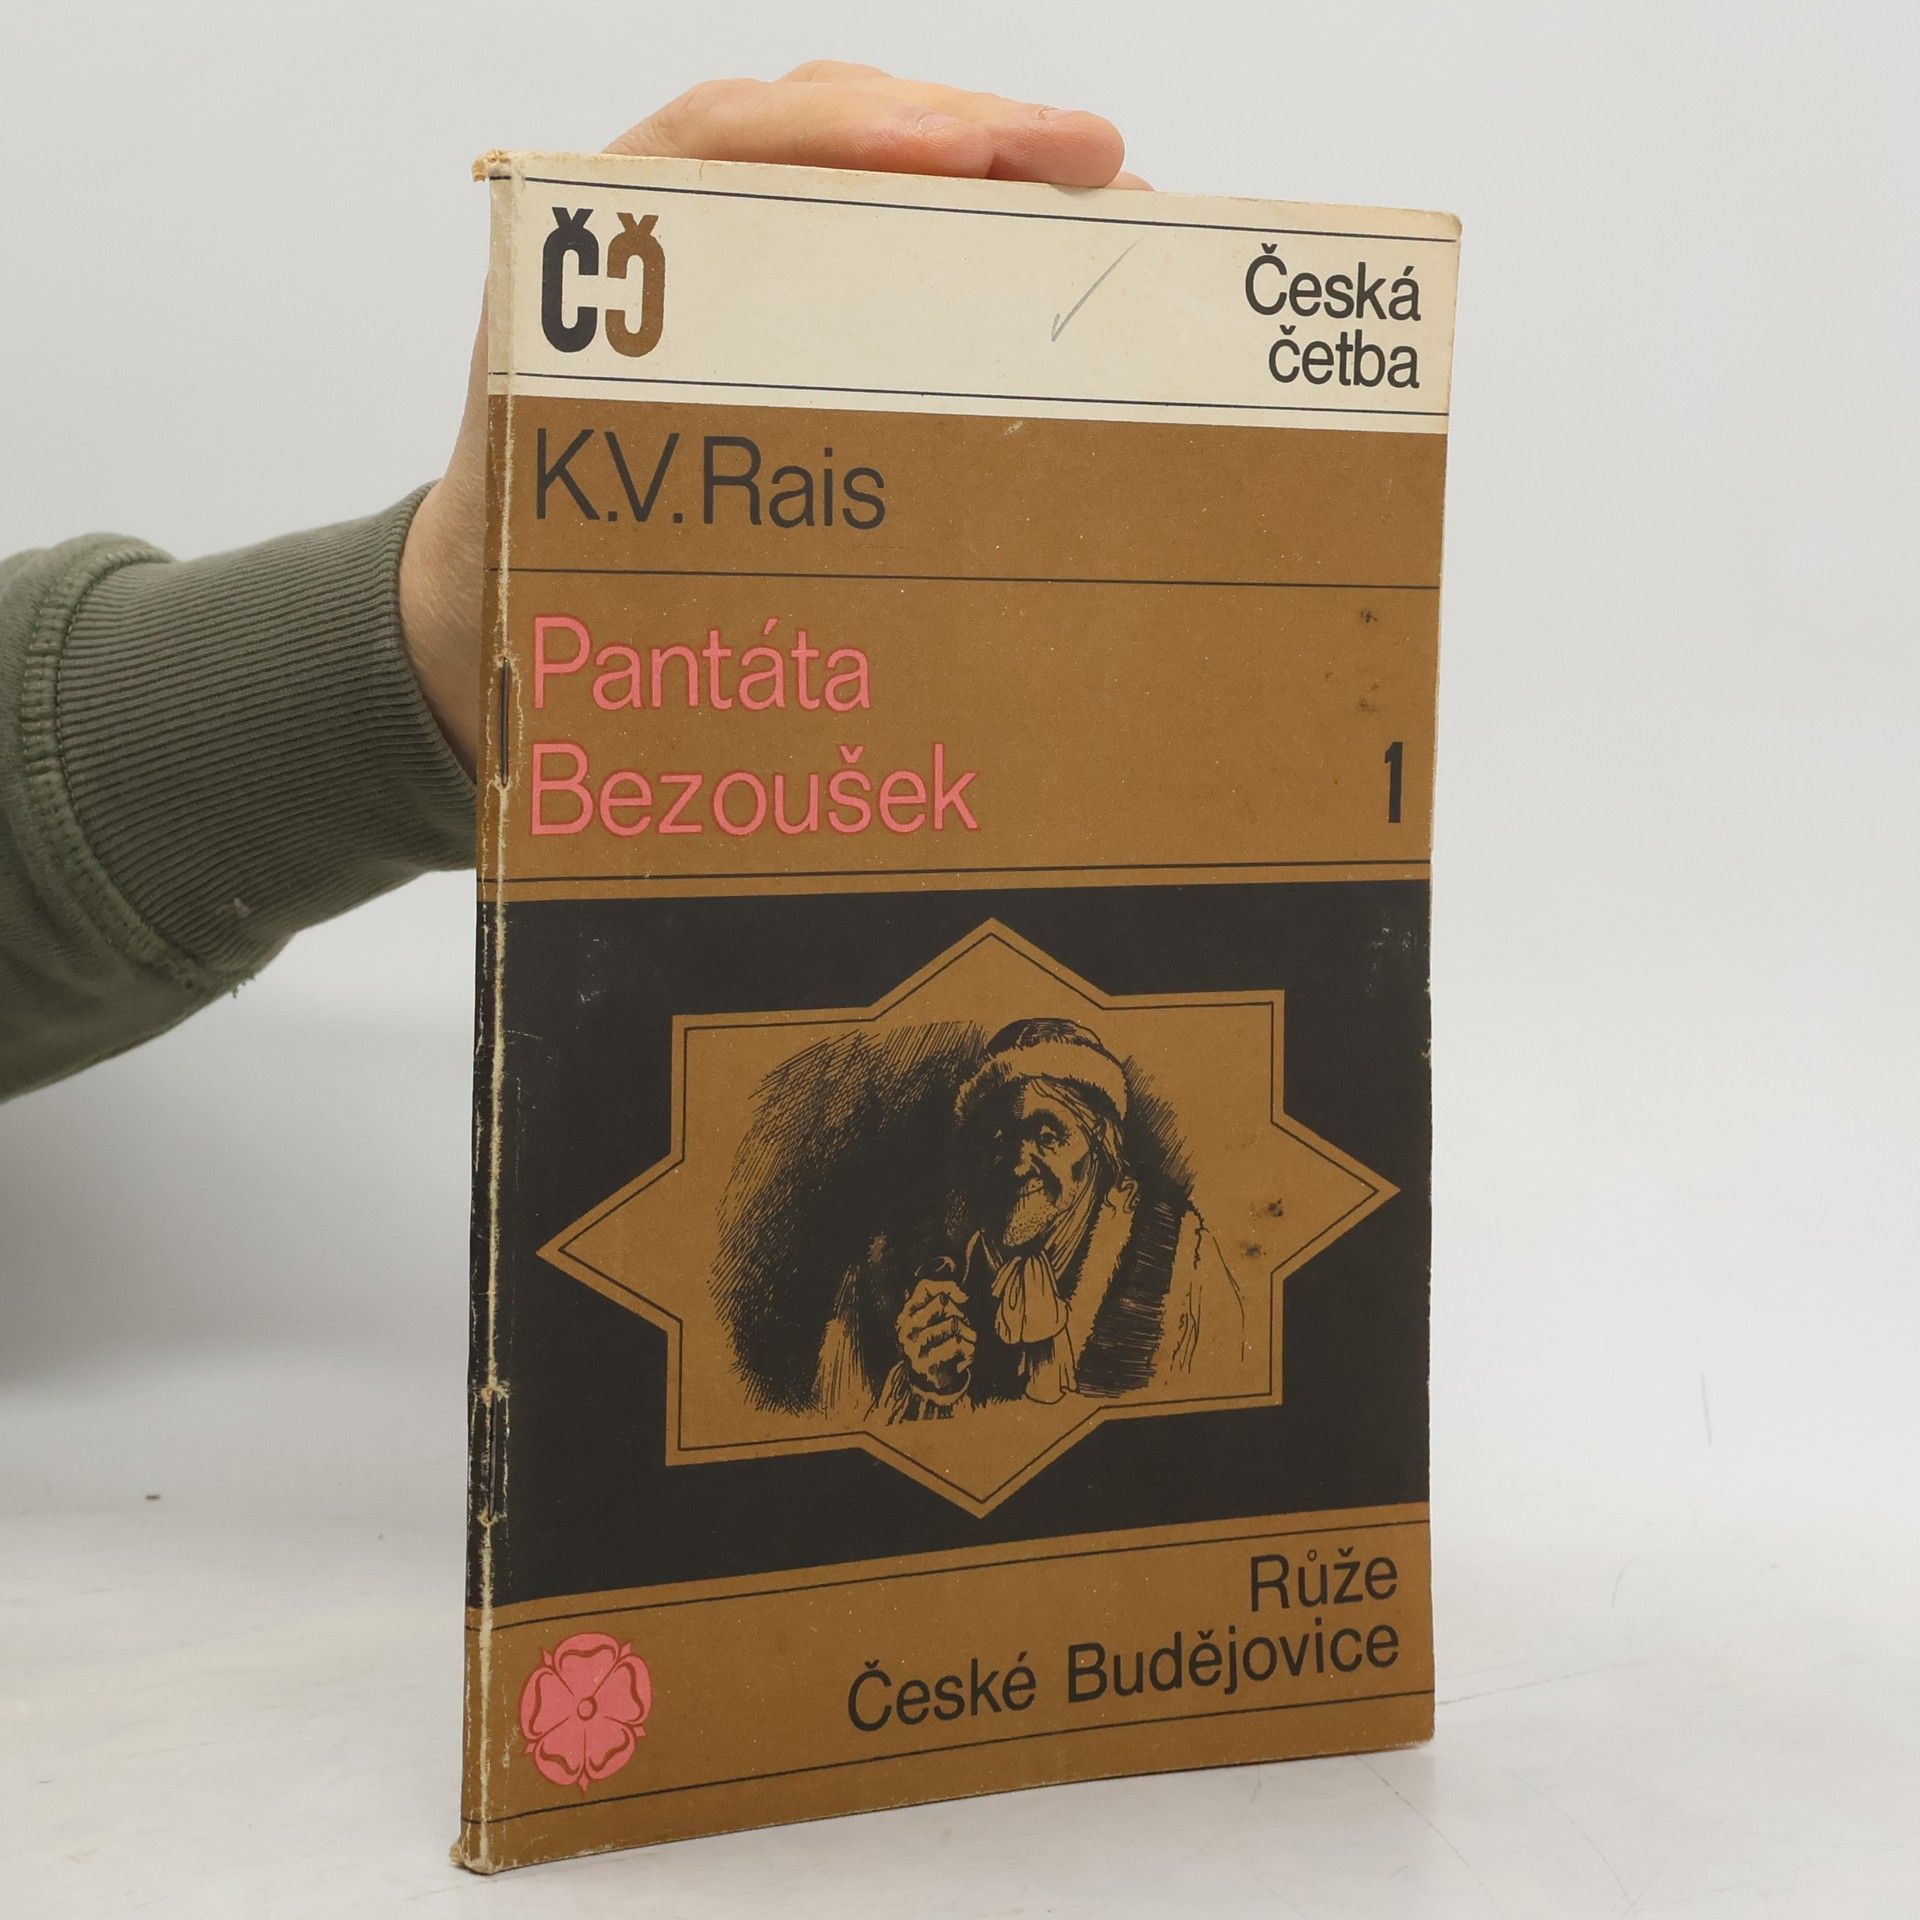 ČČ
Česká
četba
K.V. Rais
Pantáta
Bezoušek
1
Růže
České Budějovice